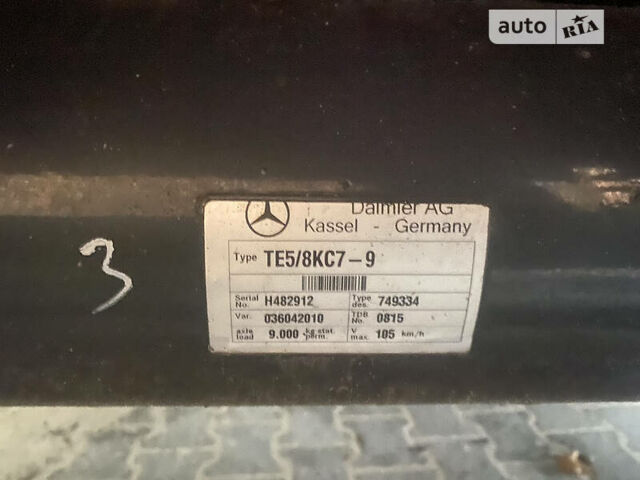 auto RIA
3
Daimler AG
Kassel - Germany
Type TE5/8KC7-9
Serial No. H482912 Type des. 749334
Var. 036042010 TDB No. 0815
axle load 9.000 kg stat. perm. V max. 105 km/h